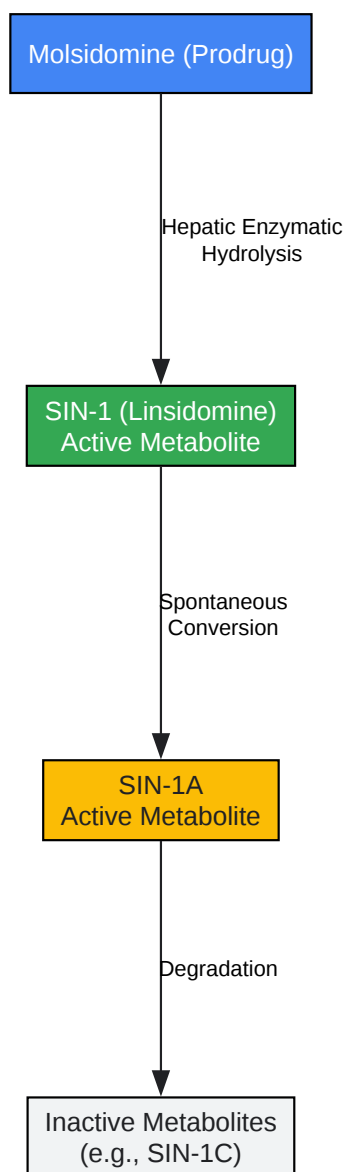 Molsidomine (Prodrug)
Hepatic Enzymatic
Hydrolysis
SIN-1 (Linsidomine)
Active Metabolite
Spontaneous
Conversion
SIN-1A
Active Metabolite
Degradation
Inactive Metabolites
(e.g., SIN-1C)